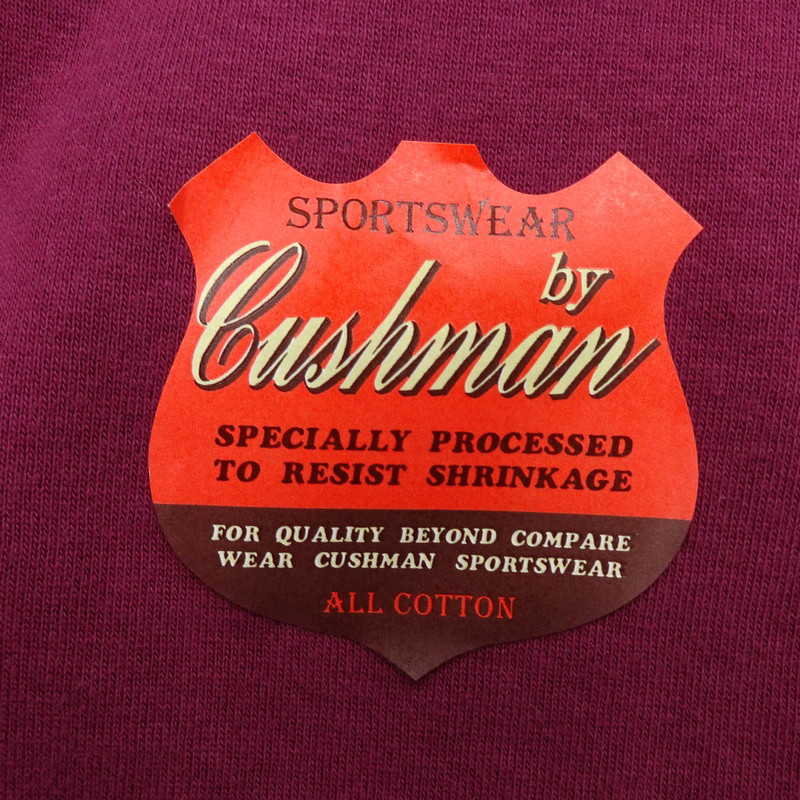 SPORTSWEAR
by
Cushman
SPECIALLY PROCESSED
TO RESIST SHRINKAGE
FOR QUALITY BEYOND COMPARE
WEAR CUSHMAN SPORTSWEAR
ALL COTTON